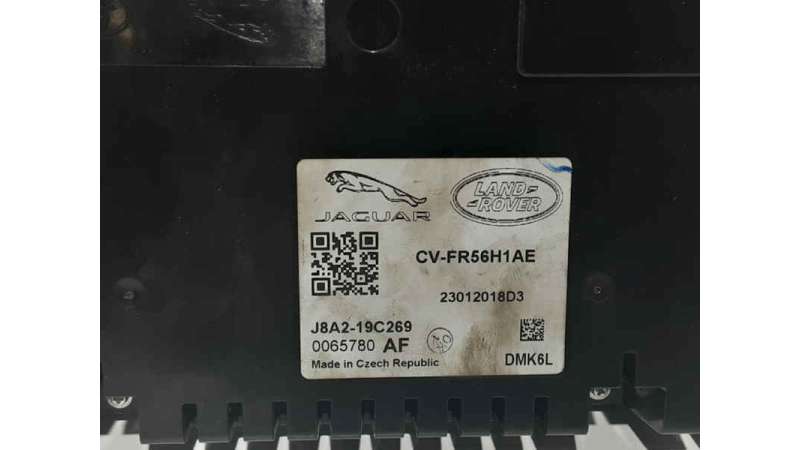 JAGUAR
LAND
ROVER
CV-FR56H1AE
23012018D3
J8A2-19C269
0065780 AF
Made in Czech Republic
DMK6L